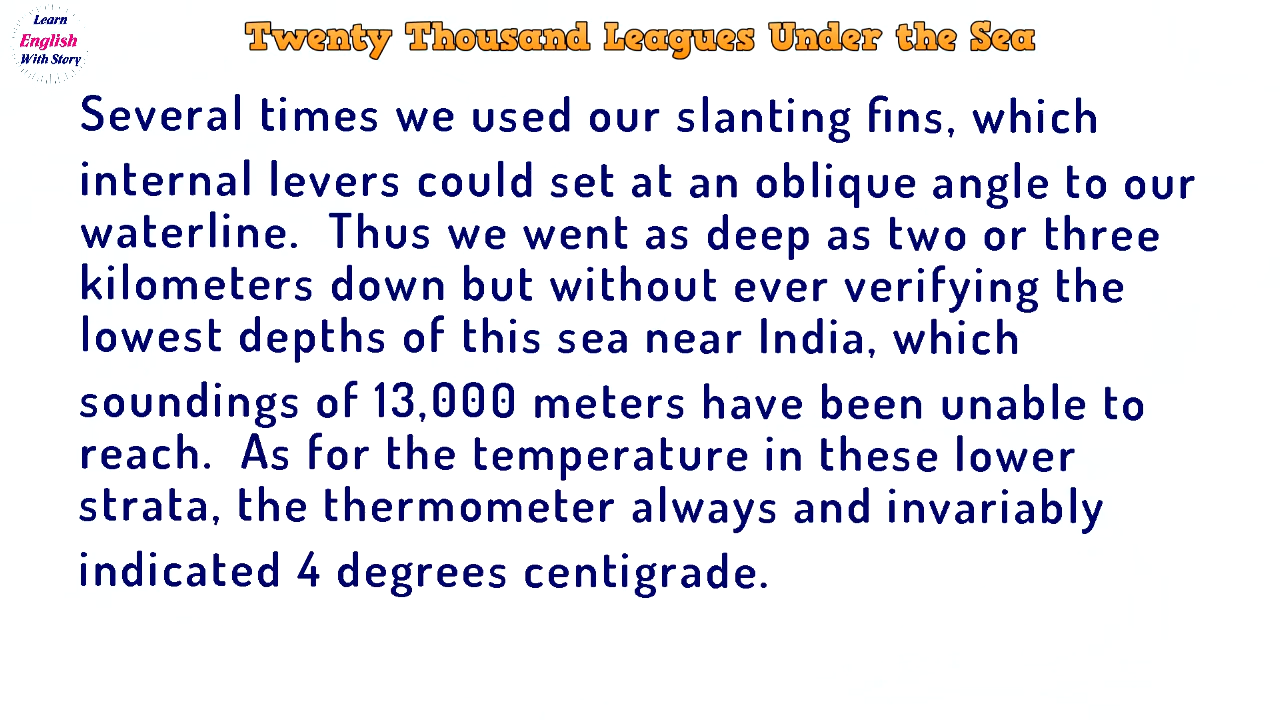 Learn
English
With Story
Twenty Thousand Leagues Under the Sea
Several times we used our slanting fins, which
internal levers could set at an oblique angle to our
waterline.  Thus we went as deep as two or three
kilometers down but without ever verifying the
lowest depths of this sea near India, which
soundings of 13,000 meters have been unable to
reach.  As for the temperature in these lower
strata, the thermometer always and invariably
indicated 4 degrees centigrade.